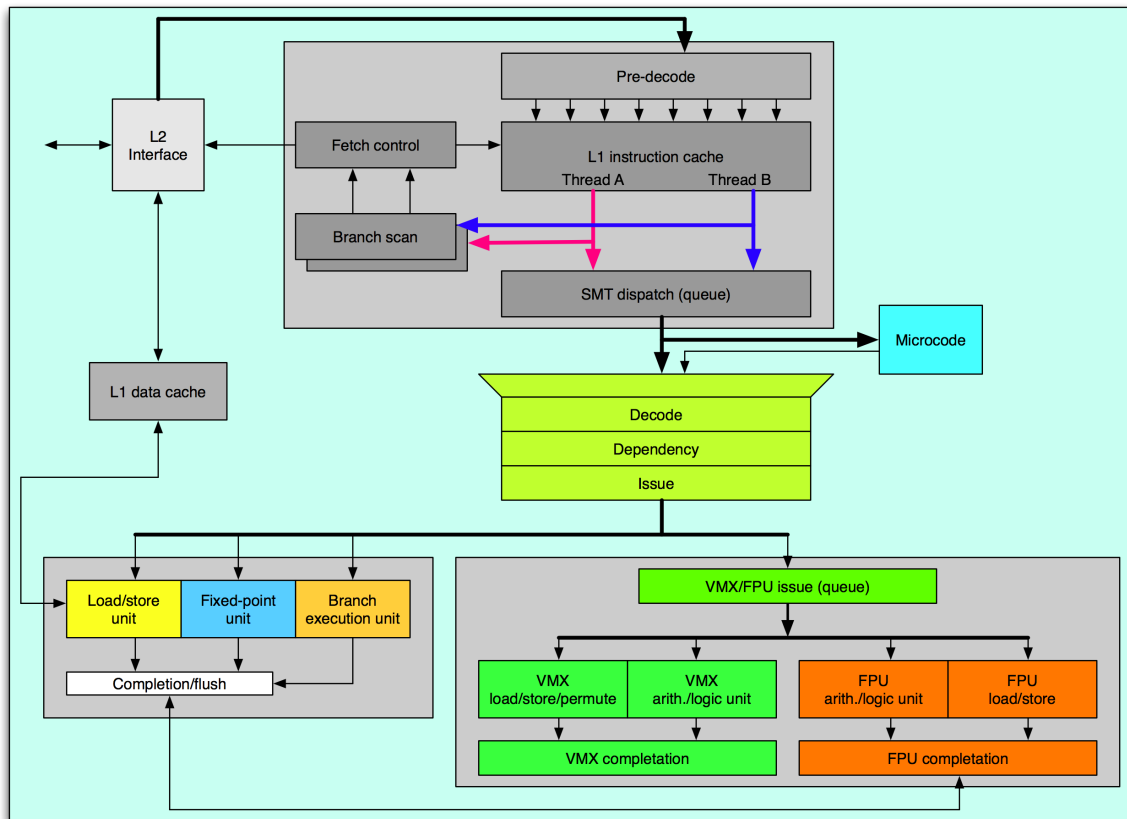 Pre-decode
L2
Interface
Fetch control
L1 instruction cache
Thread A
Thread B
Branch scan
SMT dispatch (queue)
Microcode
L1 data cache
Decode
Dependency
Issue
Load/store
unit
Fixed-point
unit
Branch
execution unit
Completion/flush
VMX/FPU issue (queue)
VMX
load/store/permute
VMX
arith./logic unit
FPU
arith./logic unit
FPU
load/store
VMX completation
FPU completation